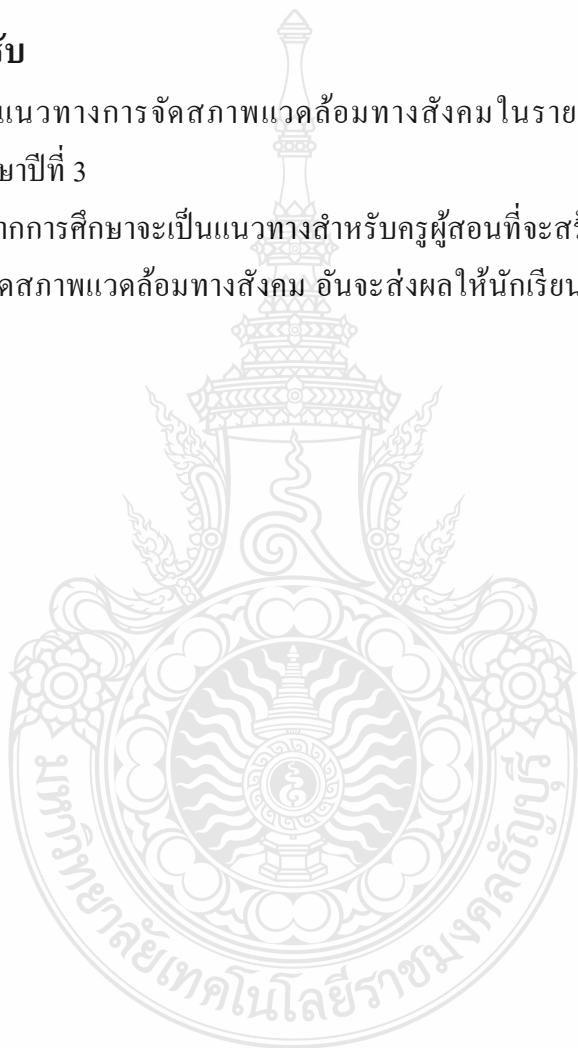 รับ
แนวทางการจัดสภาพแวดล้อมทางสังคมในราย
ษาปีที่ 3
ากการศึกษาจะเป็นแนวทางสำหรับครูผู้สอนที่จะสร้
ดสภาพแวดล้อมทางสังคม อันจะส่งผลให้นักเรียน
มหาวิทยาลัยเทคโนโลยีราชมงคลธัญบุรี